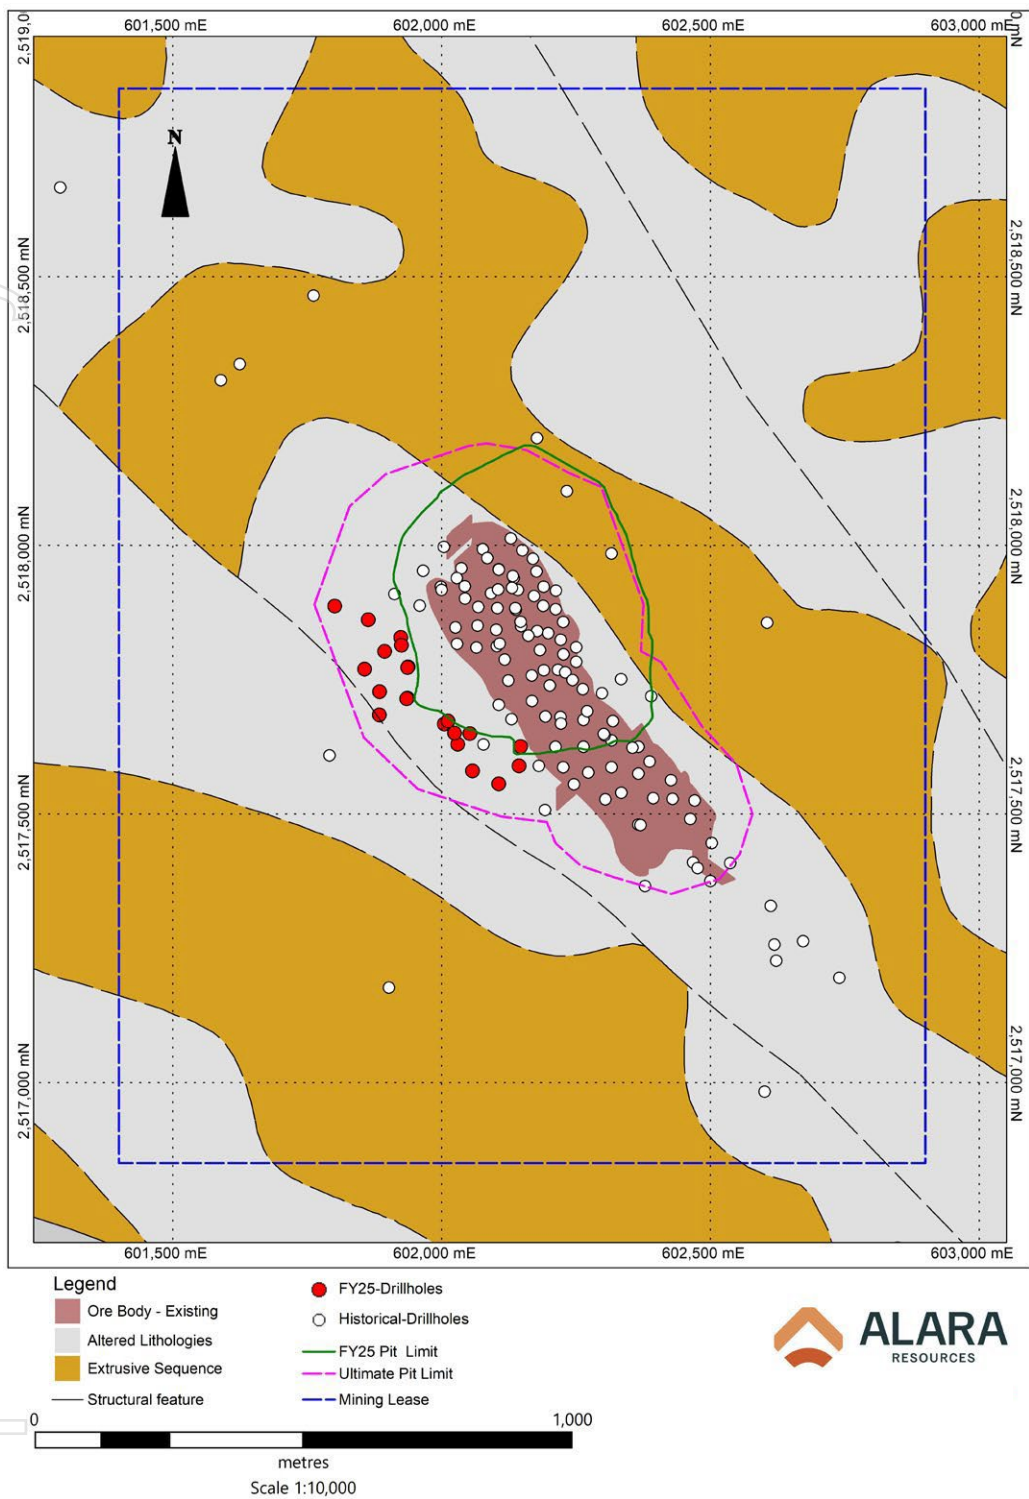 601,500 mE
602,000 mE
602,500 mE
603,000 mE
2,519,0
0 mN
N
2,518,500 mN
2,518,500 mN
2,518,000 mN
2,518,000 mN
2,517,500 mN
2,517,500 mN
2,517,000 mN
2,517,000 mN
601,500 mE
602,000 mE
602,500 mE
603,000 mE
Legend
Ore Body - Existing
Altered Lithologies
Extrusive Sequence
Structural feature
FY25-Drillholes
Historical-Drillholes
FY25 Pit Limit
Ultimate Pit Limit
Mining Lease
ALARA
RESOURCES
0
1,000
metres
Scale 1:10,000